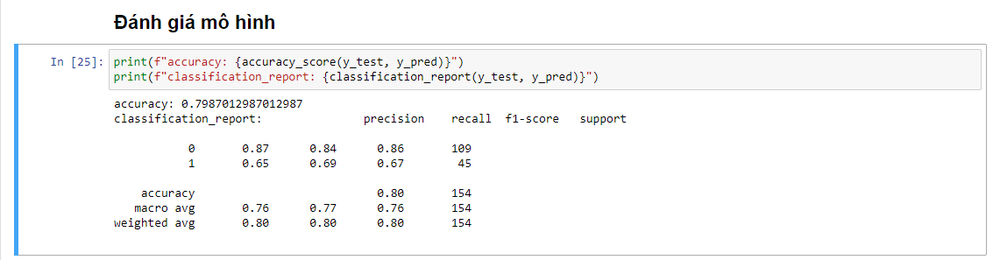 Đánh giá mô hình
In [25]: print(f"accuracy: {accuracy_score(y_test, y_pred)}")
print(f"classification_report: {classification_report(y_test, y_pred)}")
accuracy: 0.7987012987012987
classification_report:               precision    recall  f1-score   support
0       0.87      0.84      0.86       109
1       0.65      0.69      0.67        45
accuracy                           0.80       154
macro avg       0.76      0.77      0.76       154
weighted avg       0.80      0.80      0.80       154